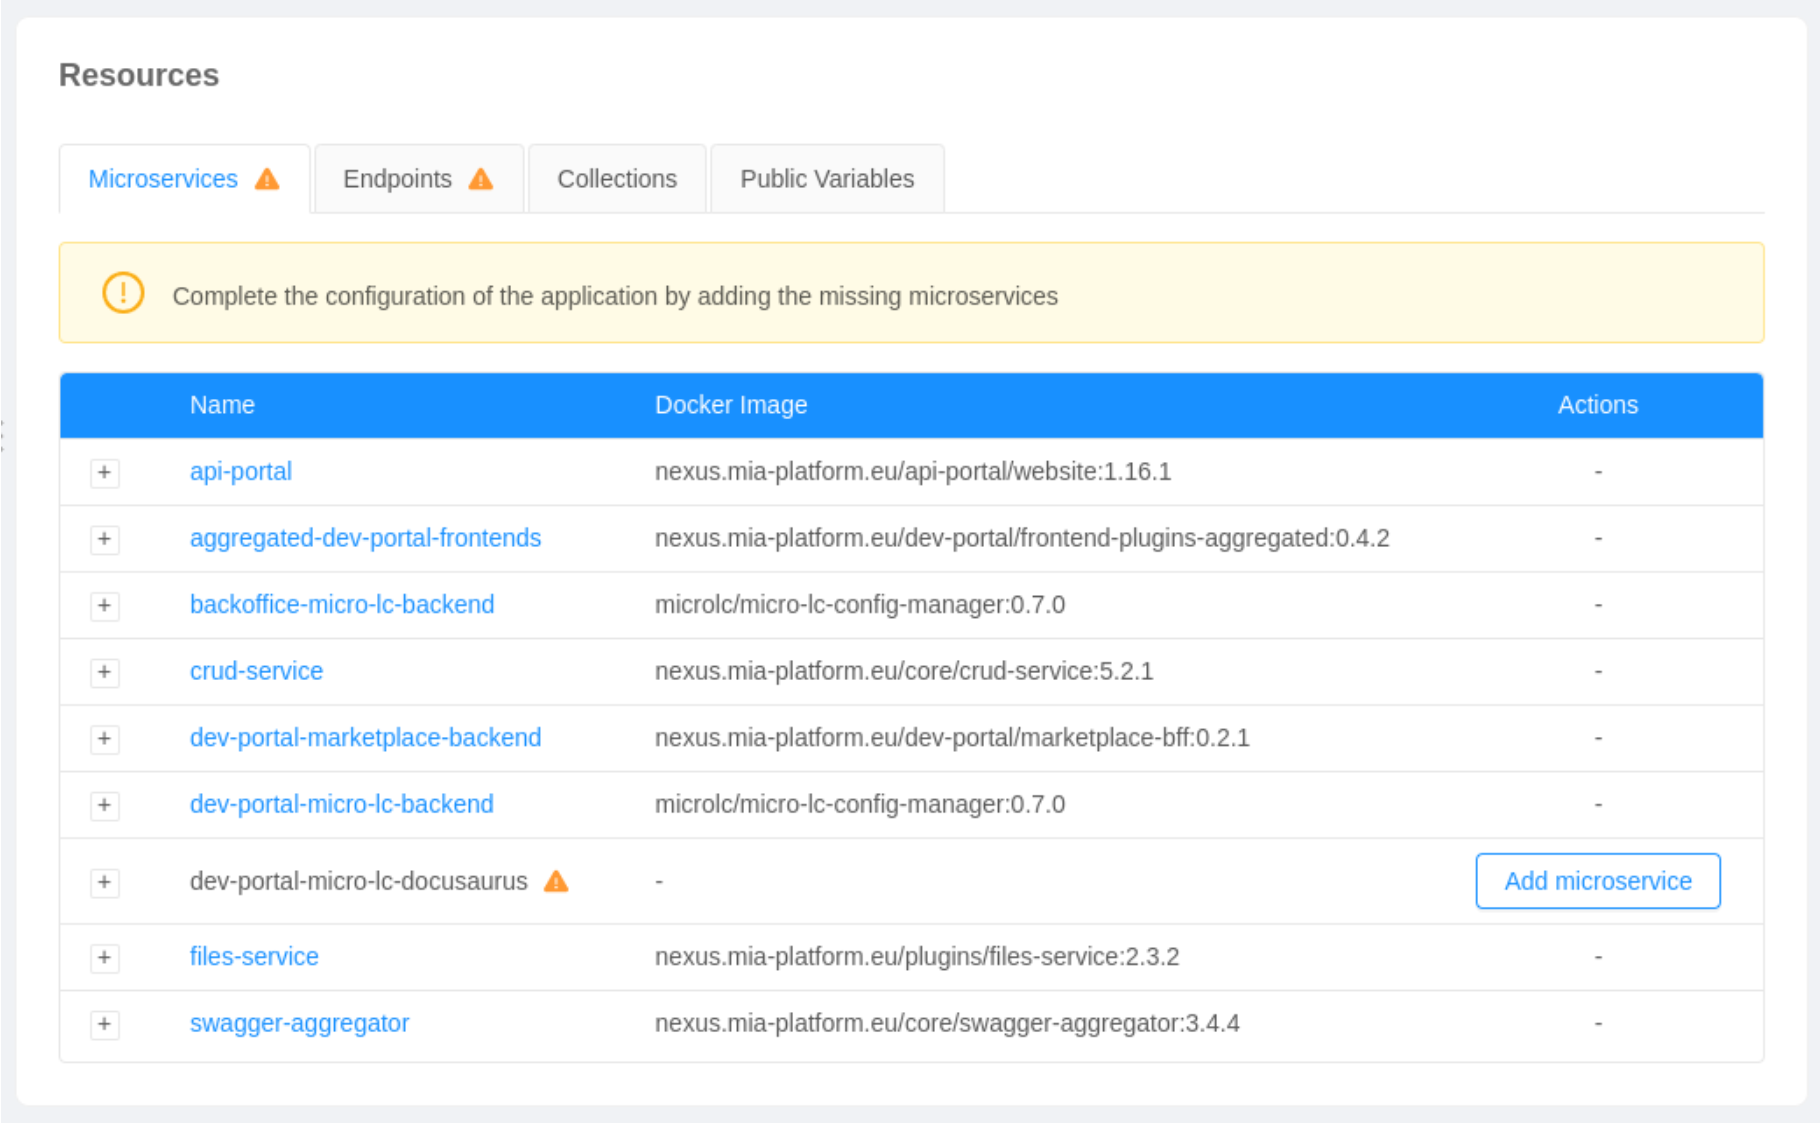 Resources
Microservices Endpoints Collections Public Variables
Complete the configuration of the application by adding the missing microservices
Name Docker Image Actions
+ api-portal nexus.mia-platform.eu/api-portal/website:1.16.1 -
+ aggregated-dev-portal-frontends nexus.mia-platform.eu/dev-portal/frontend-plugins-aggregated:0.4.2 -
+ backoffice-micro-lc-backend microlc/micro-lc-config-manager:0.7.0 -
+ crud-service nexus.mia-platform.eu/core/crud-service:5.2.1 -
+ dev-portal-marketplace-backend nexus.mia-platform.eu/dev-portal/marketplace-bff:0.2.1 -
+ dev-portal-micro-lc-backend microlc/micro-lc-config-manager:0.7.0 -
+ dev-portal-micro-lc-docusaurus - Add microservice
+ files-service nexus.mia-platform.eu/plugins/files-service:2.3.2 -
+ swagger-aggregator nexus.mia-platform.eu/core/swagger-aggregator:3.4.4 -